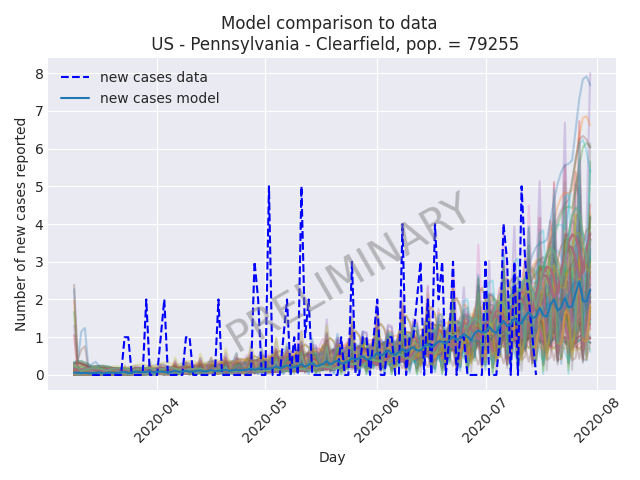 Model comparison to data
US - Pennsylvania - Clearfield, pop. = 79255
new cases data
new cases model
PRELIMINARY
Number of new cases reported
8
7
6
5
4
3
2
1
0
2020-04
2020-05
2020-06
2020-07
2020-08
Day